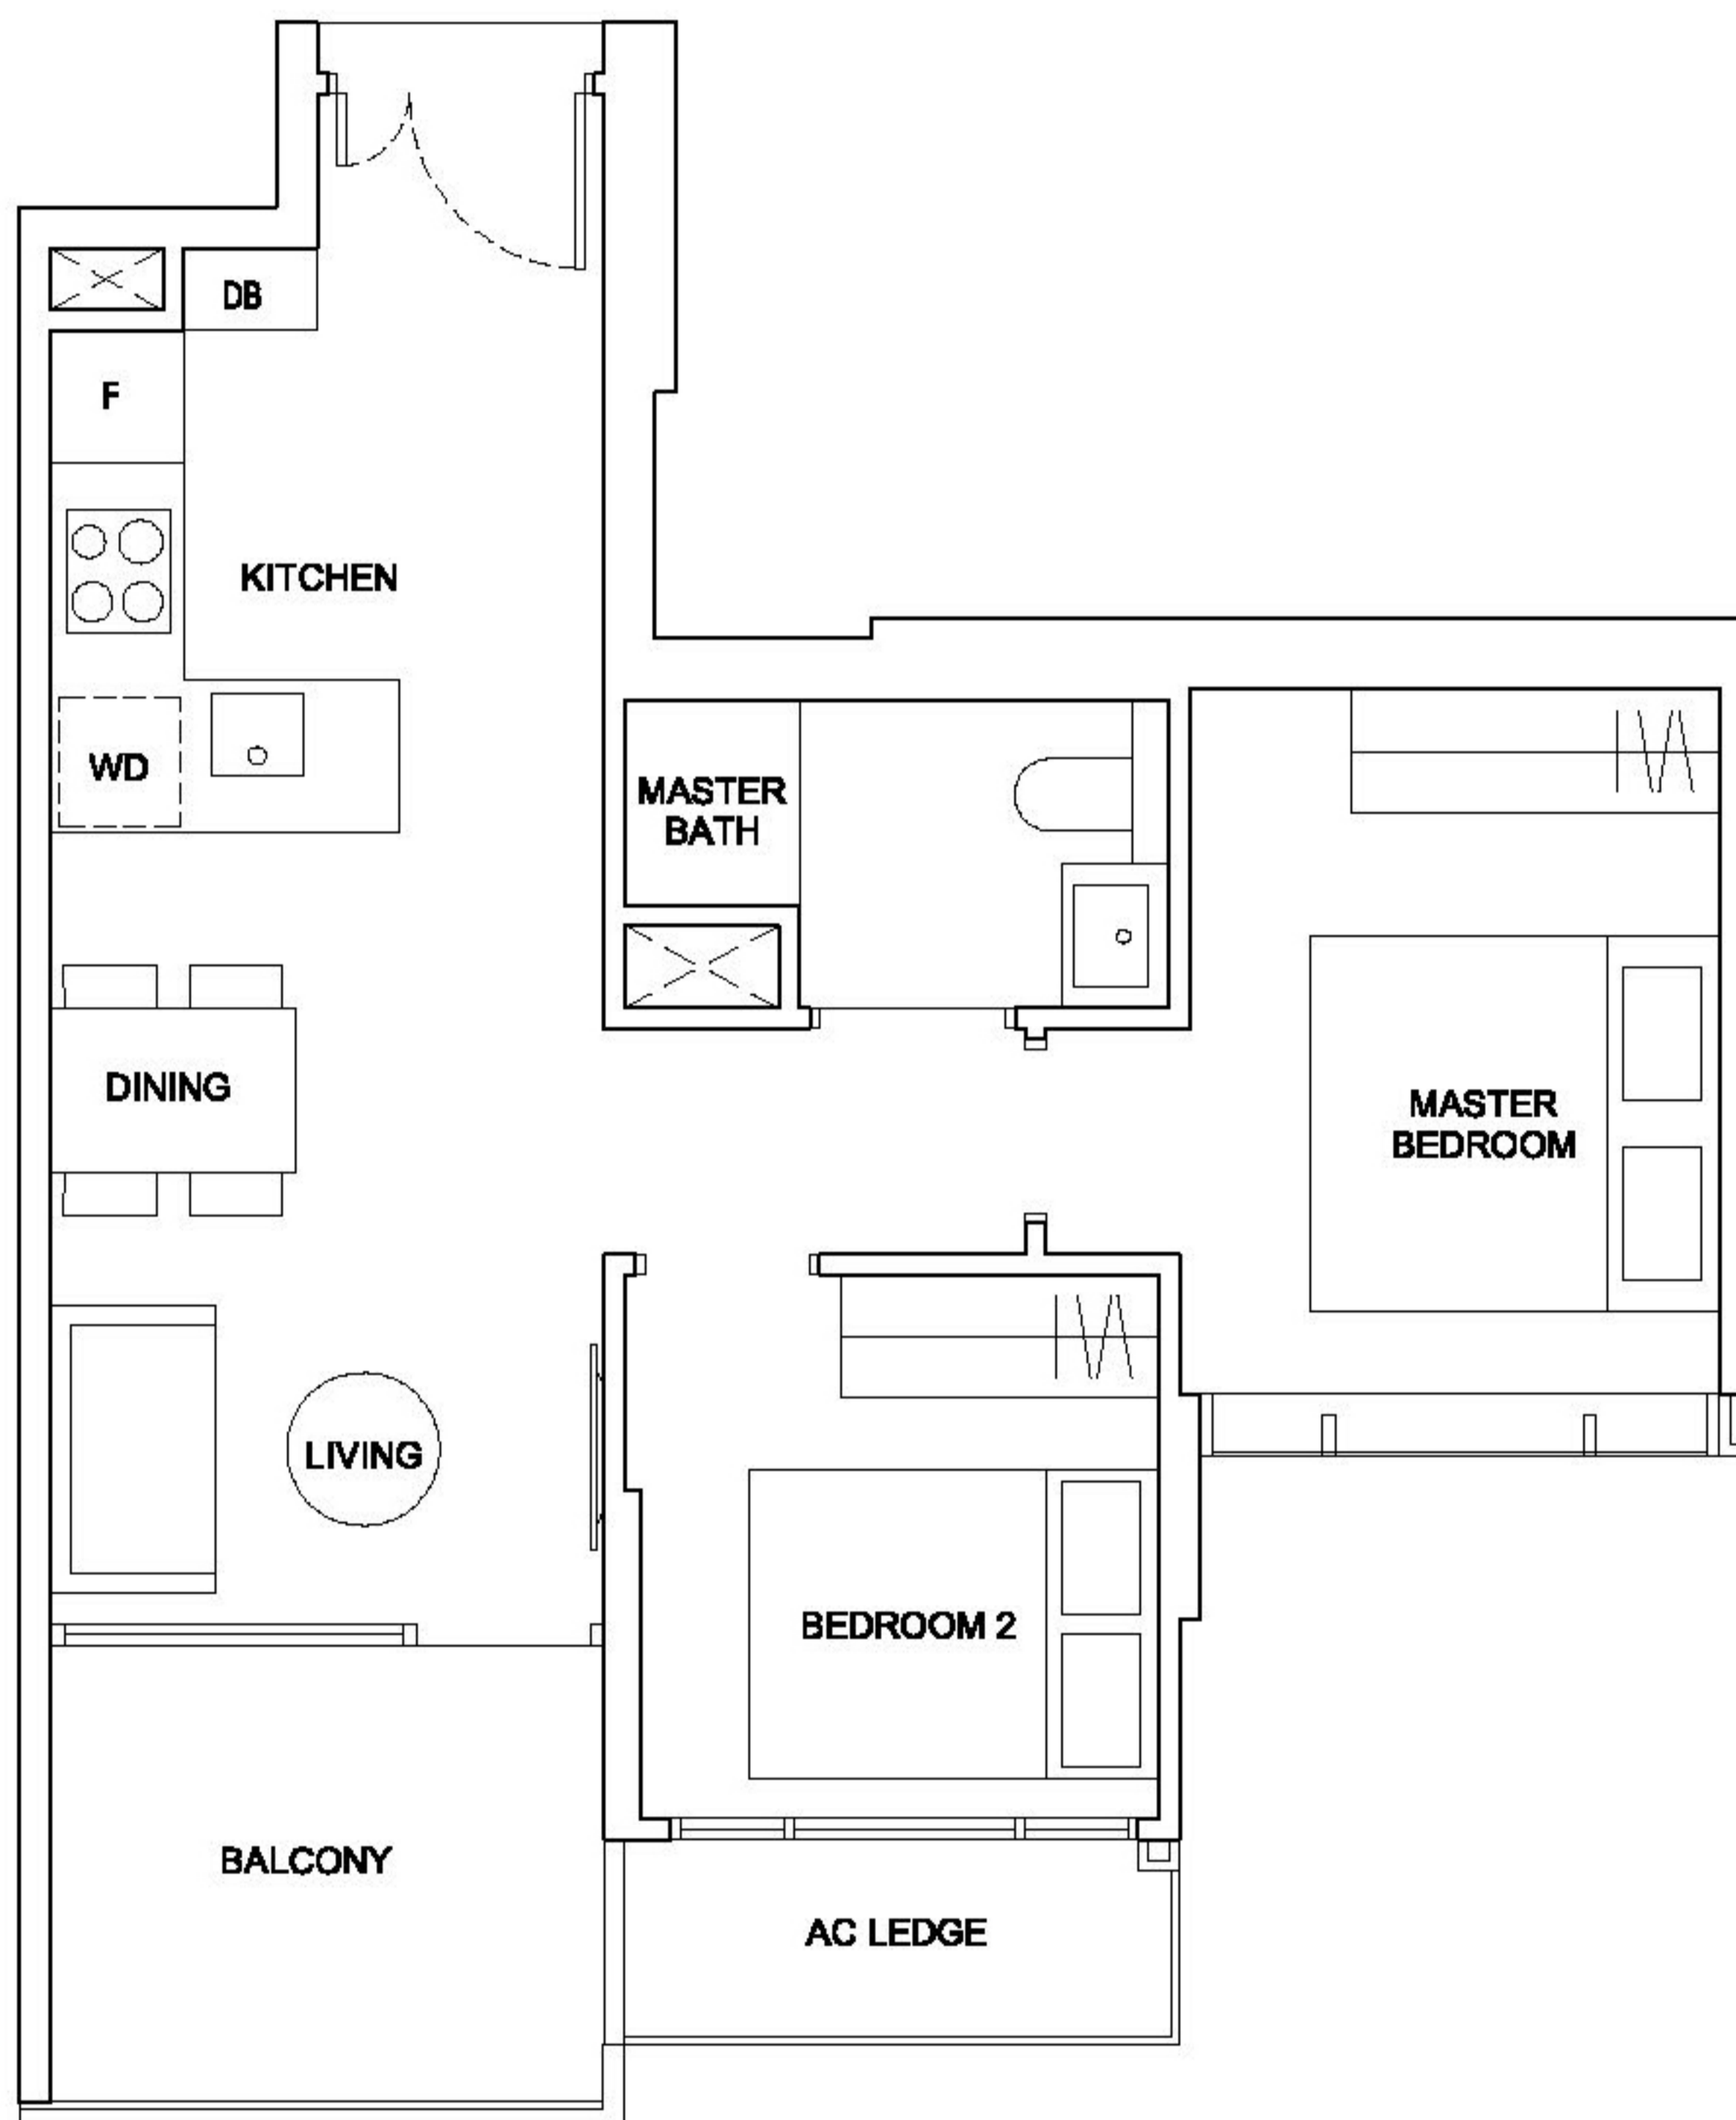 DB
F
KITCHEN
WD
MASTER
BATH
W
DINING
MASTER
BEDROOM
W
LIVING
BEDROOM 2
BALCONY
AC LEDGE